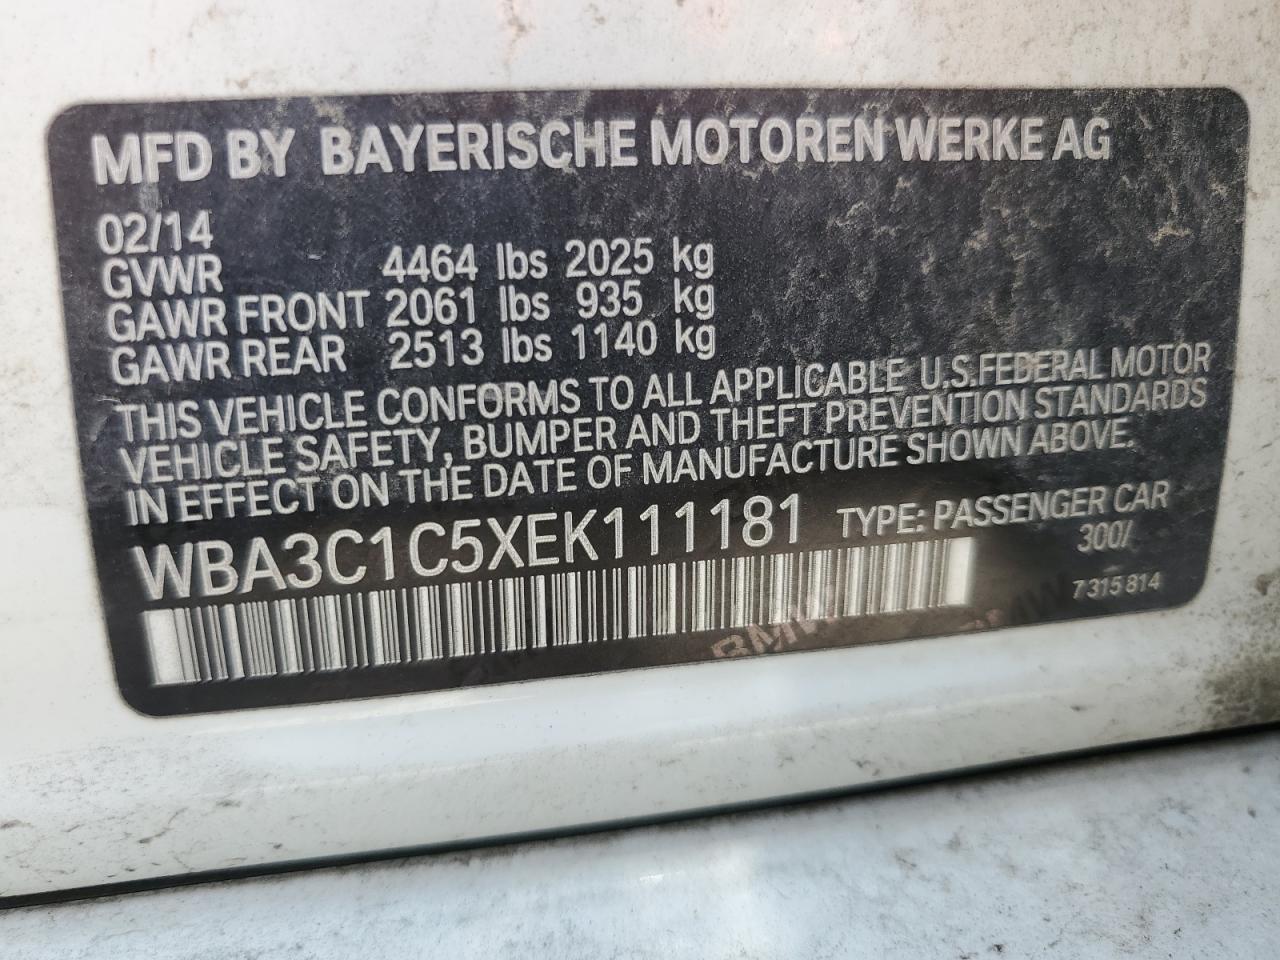 MFD BY BAYERISCHE MOTOREN WERKE AG
02/14
GVWR 4464 lbs 2025 kg
GAWR FRONT 2061 lbs 935 kg
GAWR REAR 2513 lbs 1140 kg
THIS VEHICLE CONFORMS TO ALL APPLICABLE U.S.FEDERAL MOTOR
VEHICLE SAFETY, BUMPER AND THEFT PREVENTION STANDARDS
IN EFFECT ON THE DATE OF MANUFACTURE SHOWN ABOVE.
WBA3C1C5XEK111181 TYPE: PASSENGER CAR
300/
7 315 814
BMW
BMW